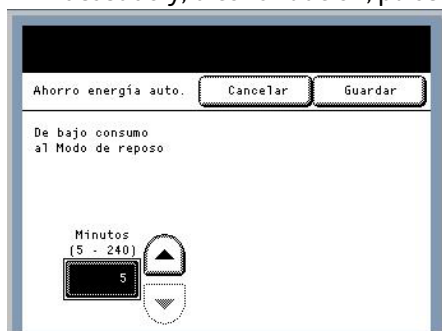 Ahorro energía auto. Cancelar Guardar
De bajo consumo
al Modo de reposo
Minutos
(5 - 240)
5